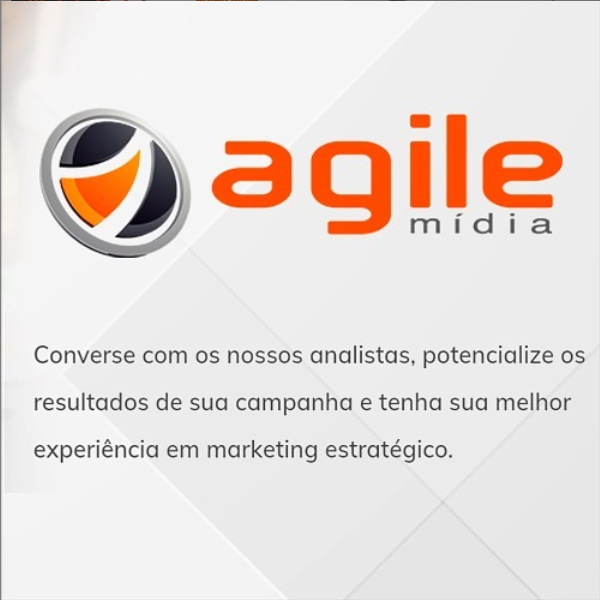 agile
mídia
Converse com os nossos analistas, potencialize os
resultados de sua campanha e tenha sua melhor
experiência em marketing estratégico.